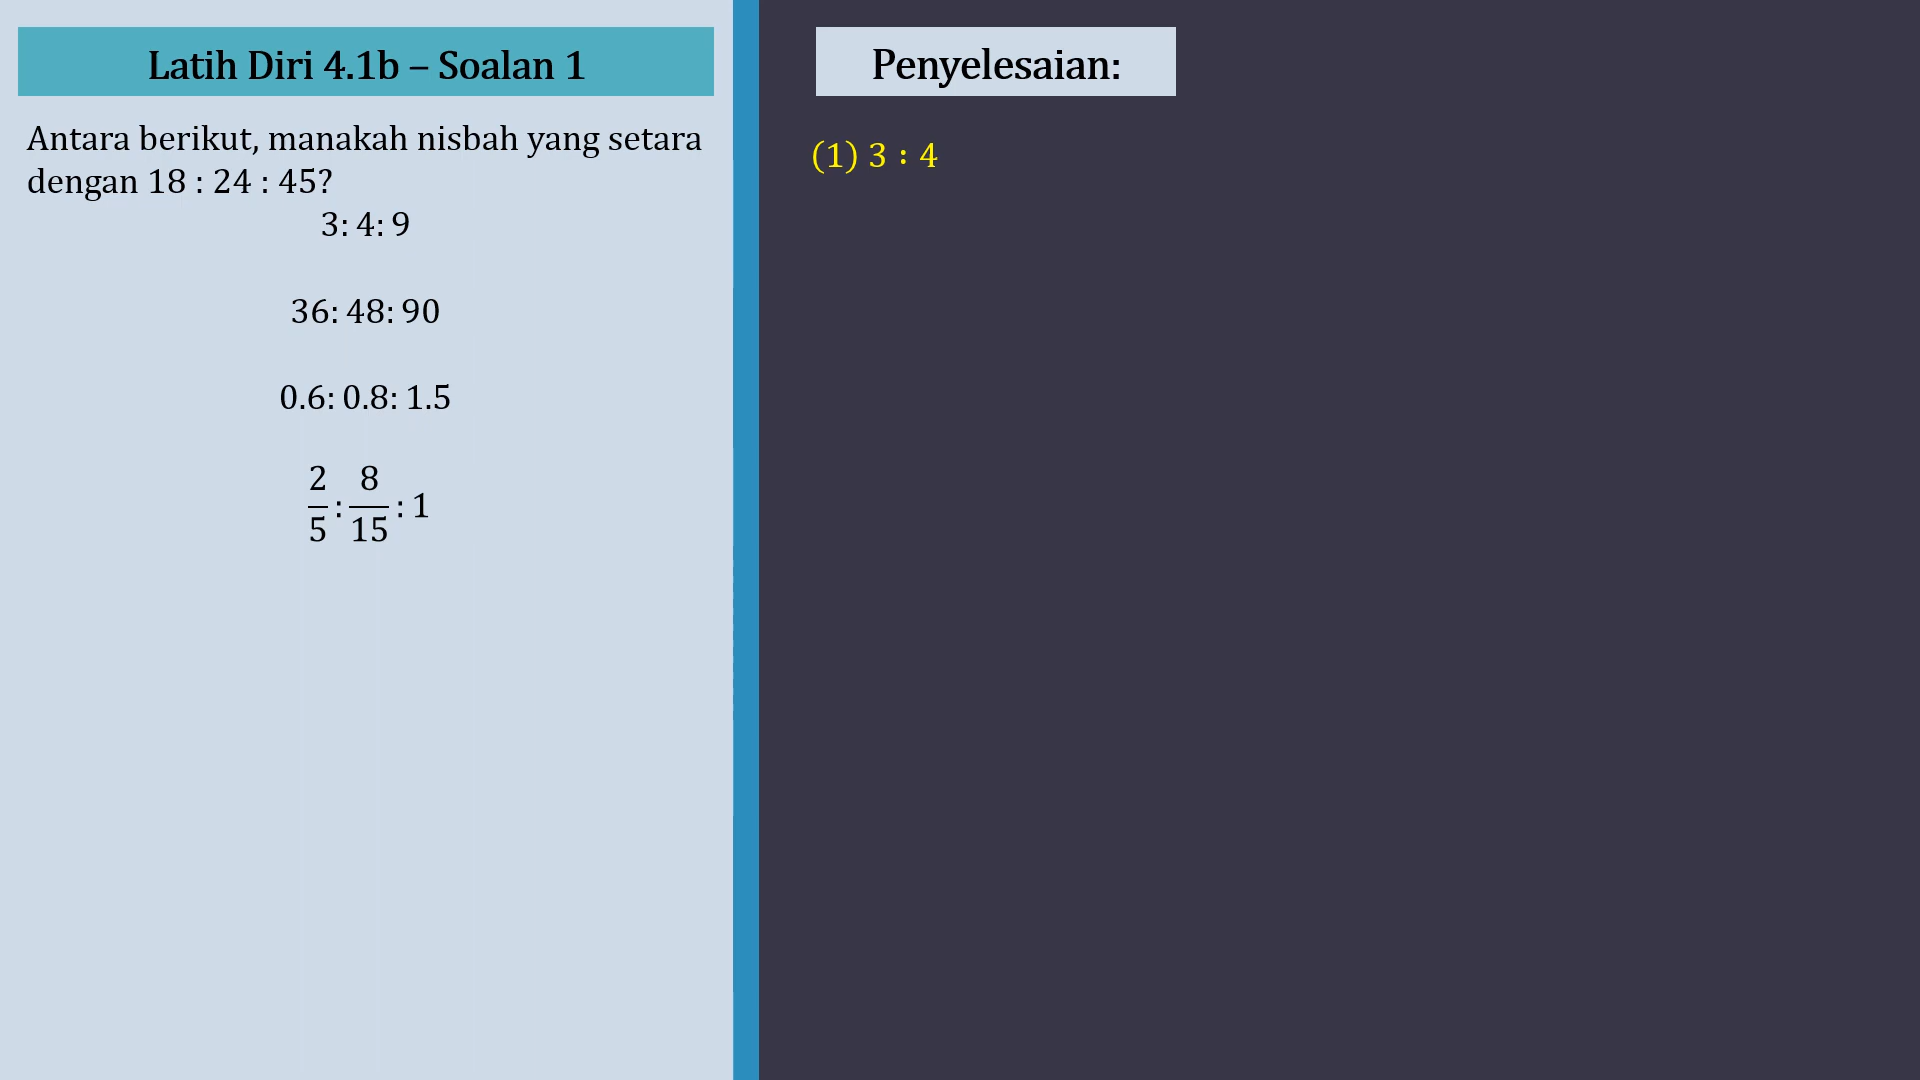 Latih Diri 4.1b – Soalan 1
Antara berikut, manakah nisbah yang setara
dengan 18 : 24 : 45?
3: 4: 9
36: 48: 90
0.6: 0.8: 1.5
2/5 : 8/15 : 1
Penyelesaian:
(1) 3 : 4